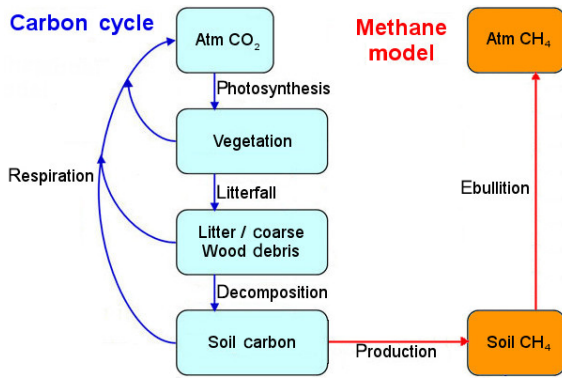 Carbon cycle
Methane
model
Atm CO₂
Atm CH₄
Photosynthesis
Vegetation
Respiration
Litterfall
Ebullition
Litter / coarse
Wood debris
Decomposition
Soil carbon
Production
Soil CH₄